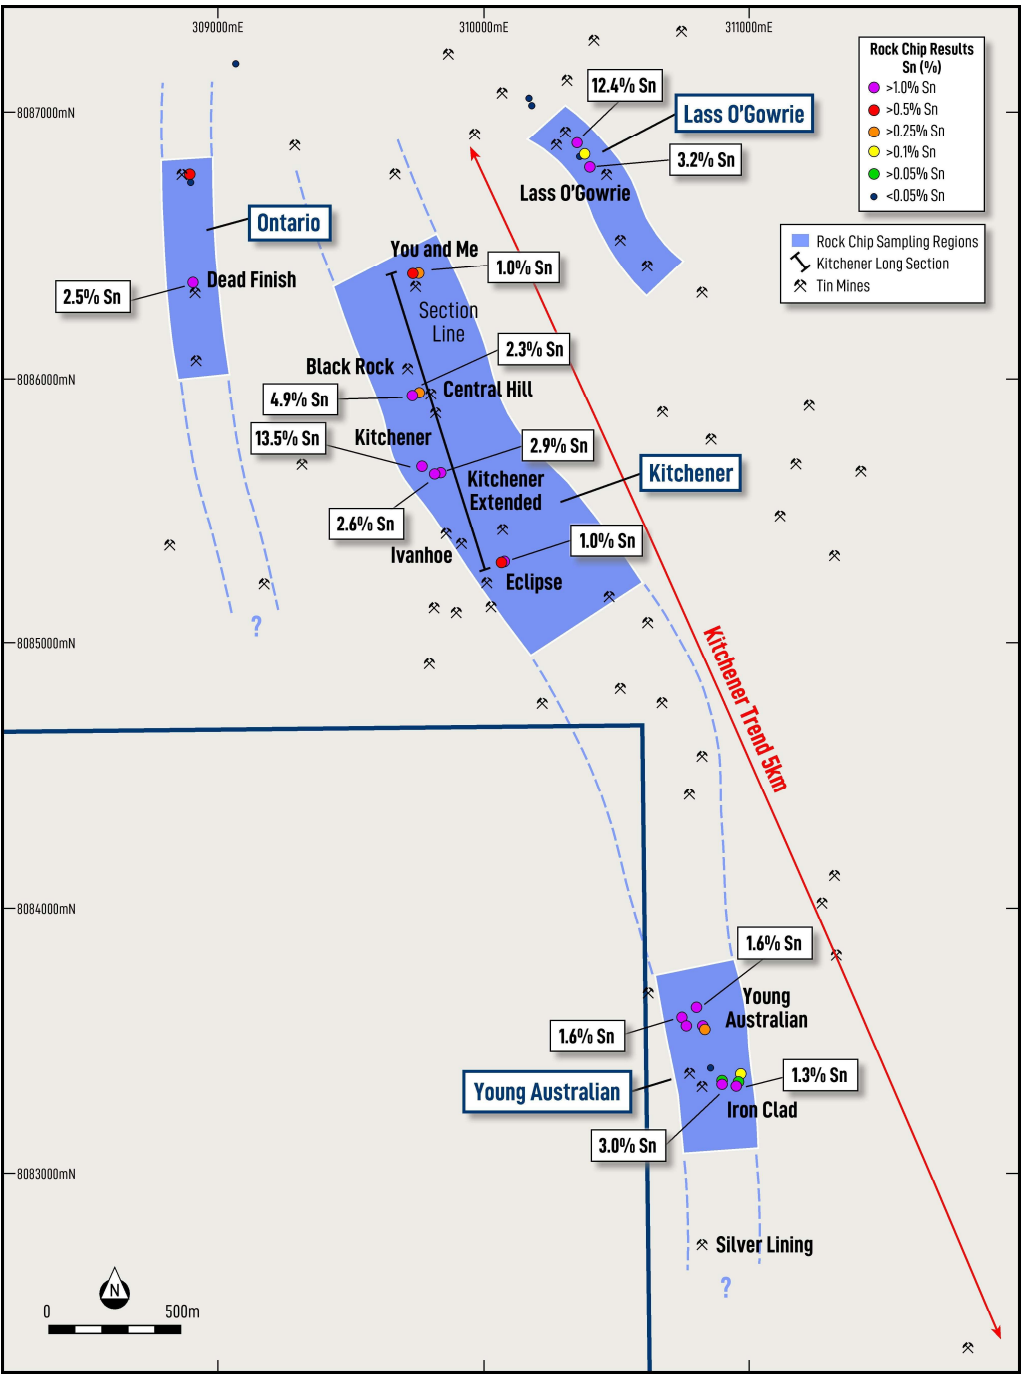 309000mE
310000mE
311000mE
8087000mN
8086000mN
8085000mN
8084000mN
8083000mN
Rock Chip Results
Sn (%)
>1.0% Sn
>0.5% Sn
>0.25% Sn
>0.1% Sn
>0.05% Sn
<0.05% Sn
Rock Chip Sampling Regions
Kitchener Long Section
Tin Mines
12.4% Sn
Lass O'Gowrie
3.2% Sn
Lass O'Gowrie
Ontario
Dead Finish
2.5% Sn
You and Me
1.0% Sn
Section
Line
2.3% Sn
Black Rock
Central Hill
4.9% Sn
13.5% Sn
Kitchener
2.9% Sn
Kitchener
Kitchener
Extended
2.6% Sn
Ivanhoe
1.0% Sn
Eclipse
?
Kitchener Trend 5km
1.6% Sn
Young
Australian
1.6% Sn
Young Australian
1.3% Sn
Iron Clad
3.0% Sn
Silver Lining
?
N
0
500m